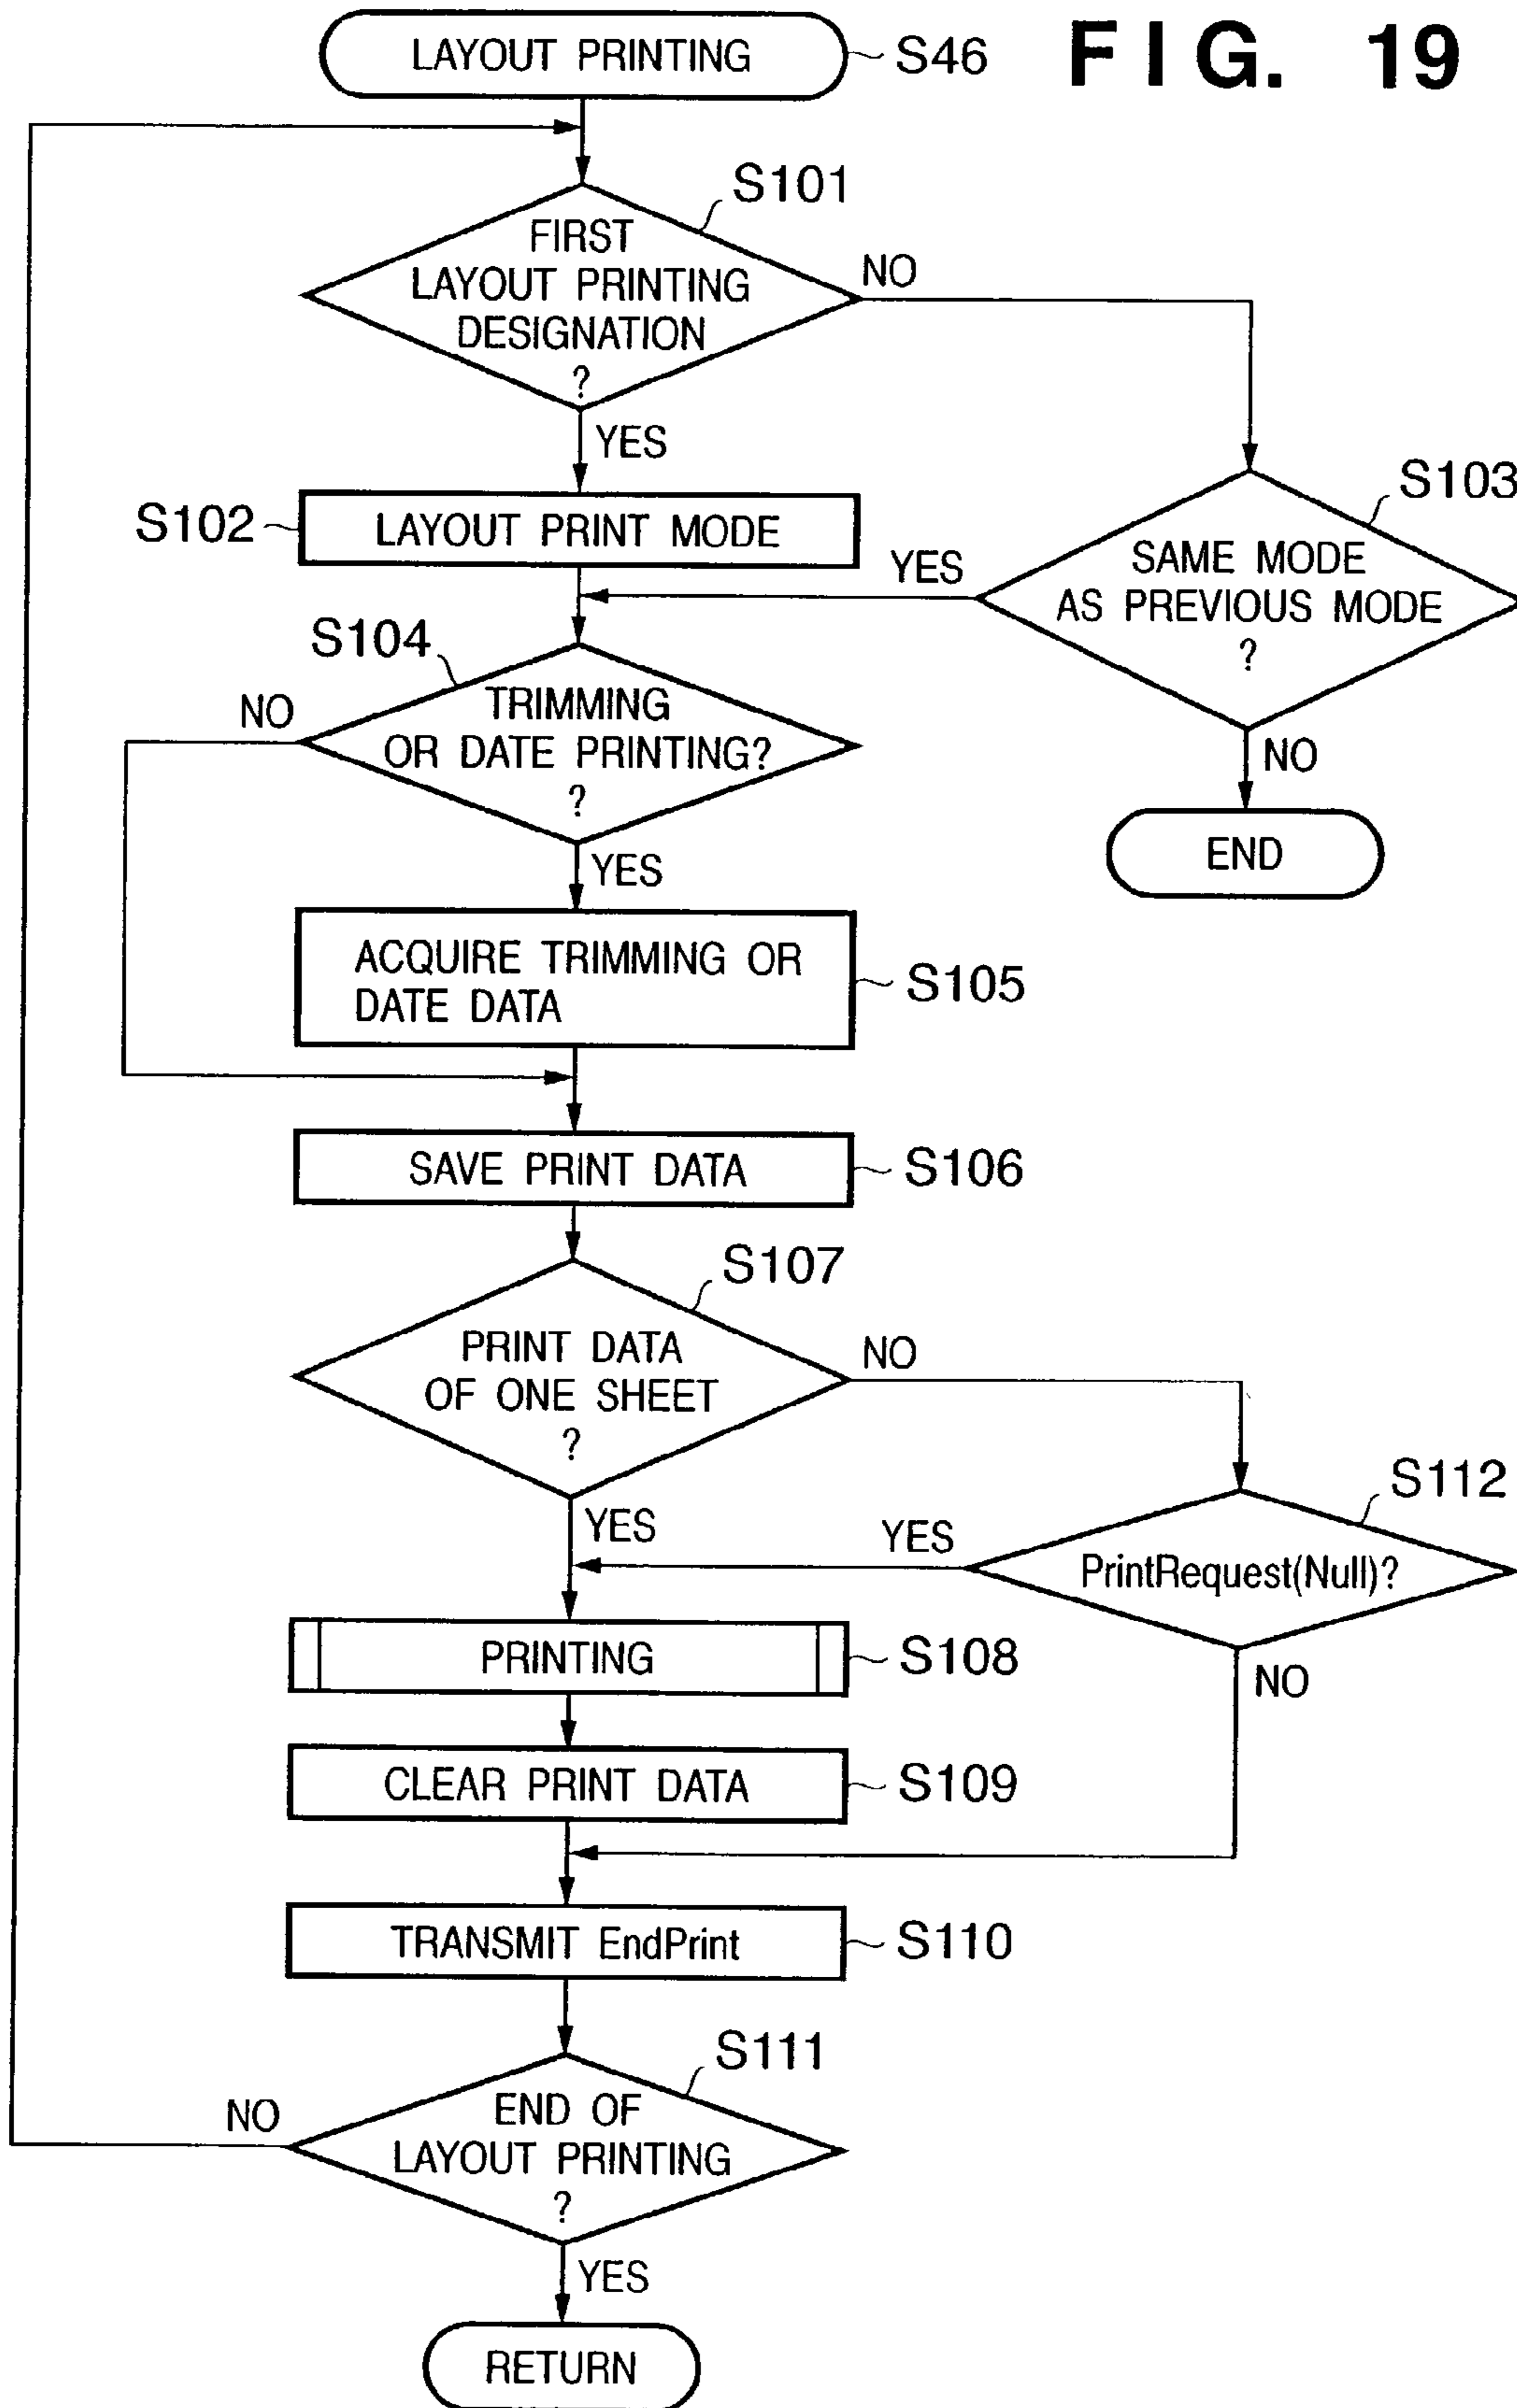 LAYOUT PRINTING
S46
FIG. 19
S101
FIRST
LAYOUT PRINTING
DESIGNATION
?
NO
YES
S102
LAYOUT PRINT MODE
S103
SAME MODE
AS PREVIOUS MODE
?
YES
NO
END
S104
TRIMMING
OR DATE PRINTING?
?
NO
YES
ACQUIRE TRIMMING OR
DATE DATA
S105
SAVE PRINT DATA
S106
S107
PRINT DATA
OF ONE SHEET
?
NO
YES
S112
PrintRequest(Null)?
YES
NO
PRINTING
S108
CLEAR PRINT DATA
S109
TRANSMIT EndPrint
S110
S111
END OF
LAYOUT PRINTING
?
NO
YES
RETURN